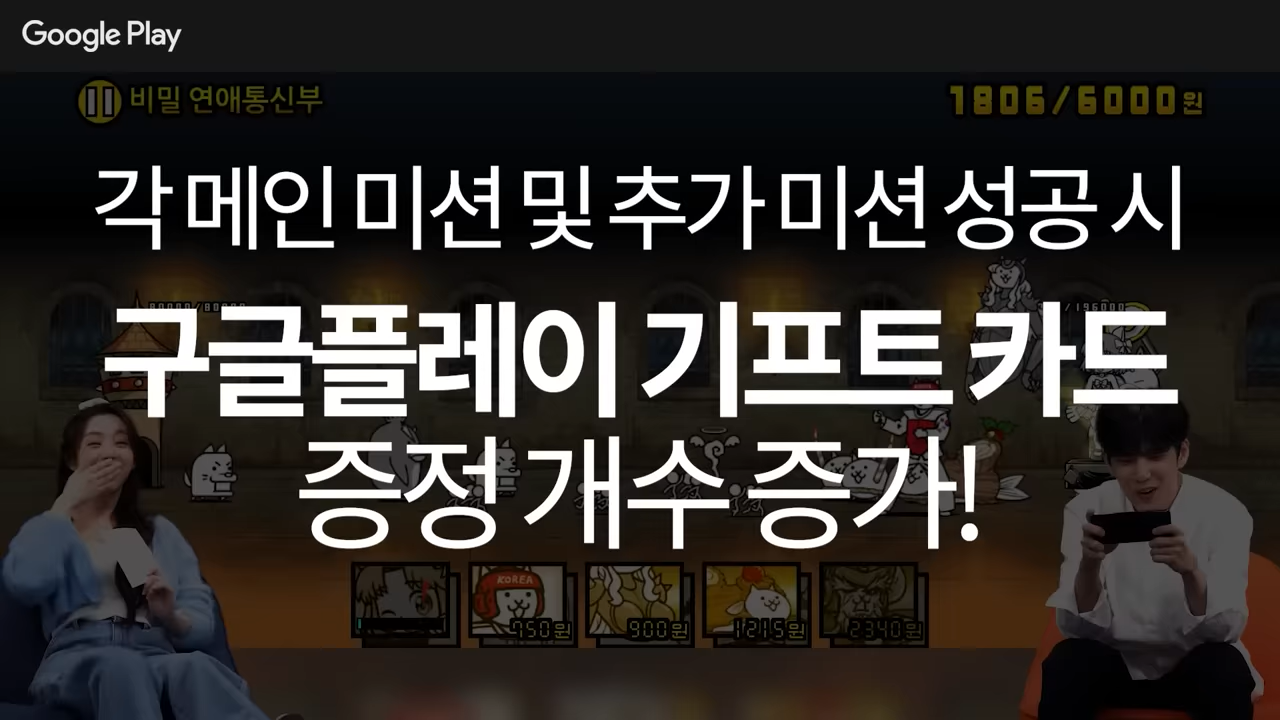 Google Play
비밀 연애통신부
1806/6000원
각 메인 미션 및 추가 미션 성공 시
구글플레이 기프트 카드
증정 개수 증가!
KOREA
750원
900원
1215원
2340원